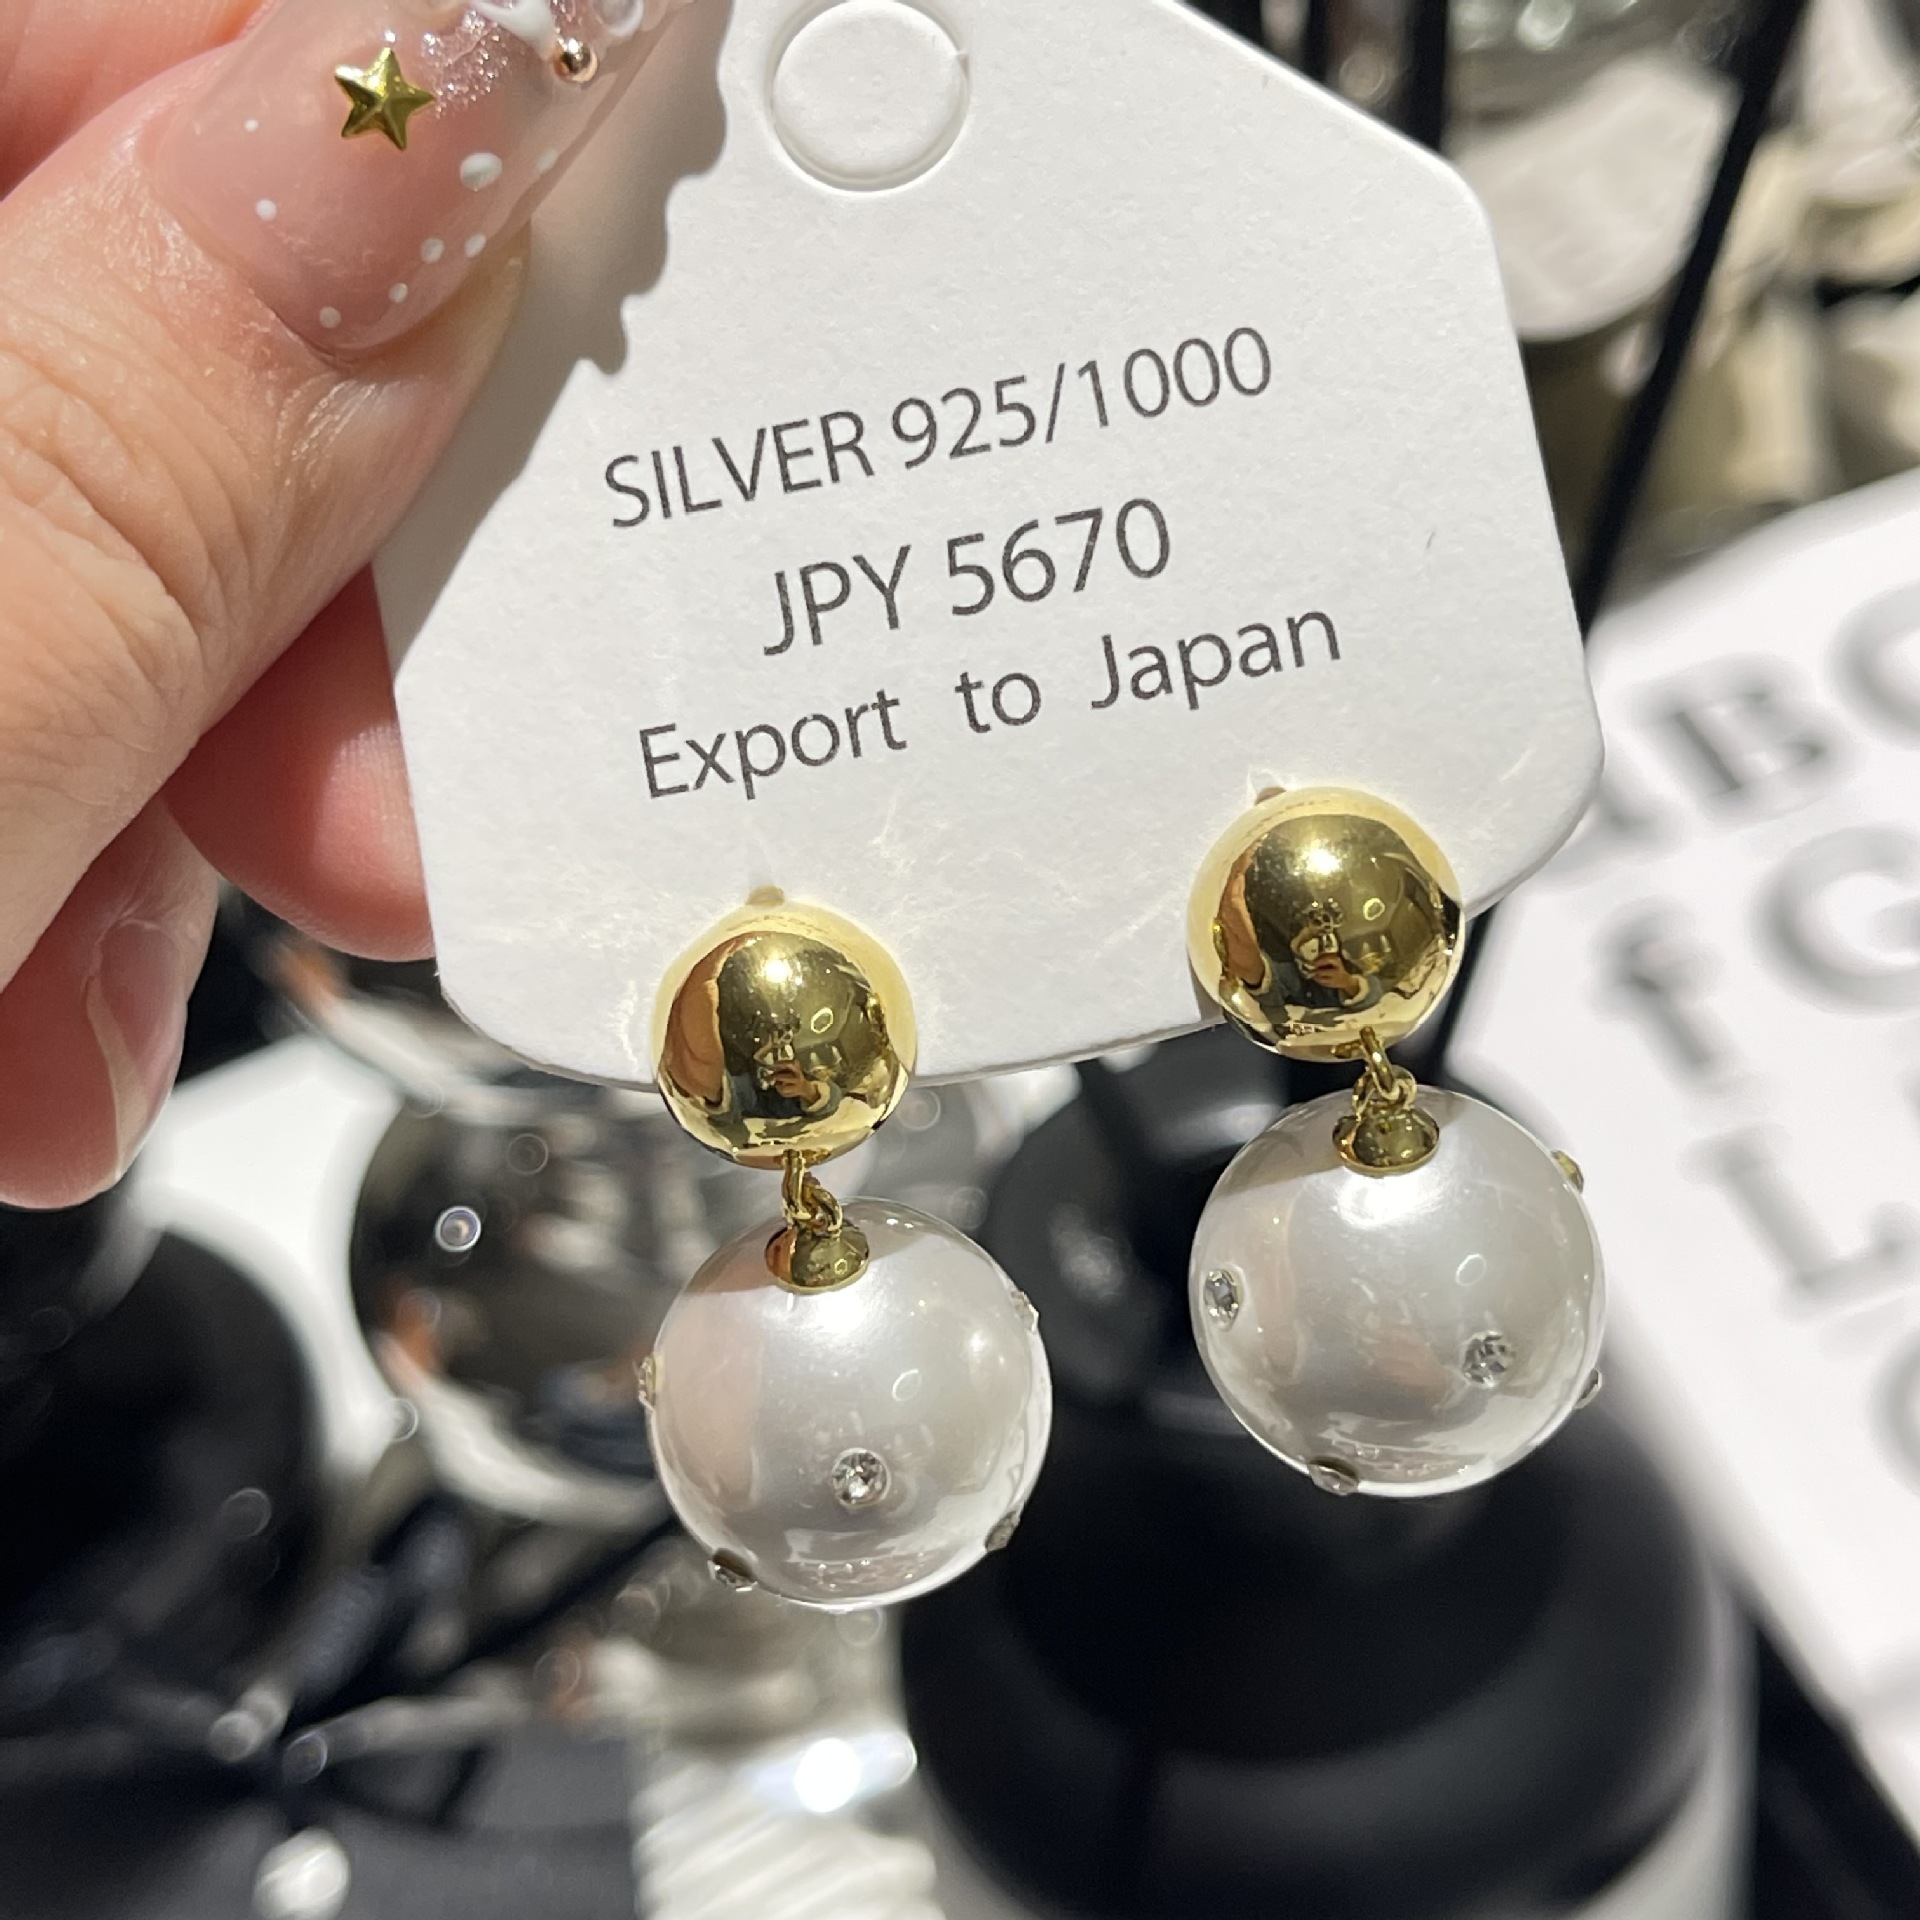 SILVER 925/1000
JPY 5670
Export to Japan